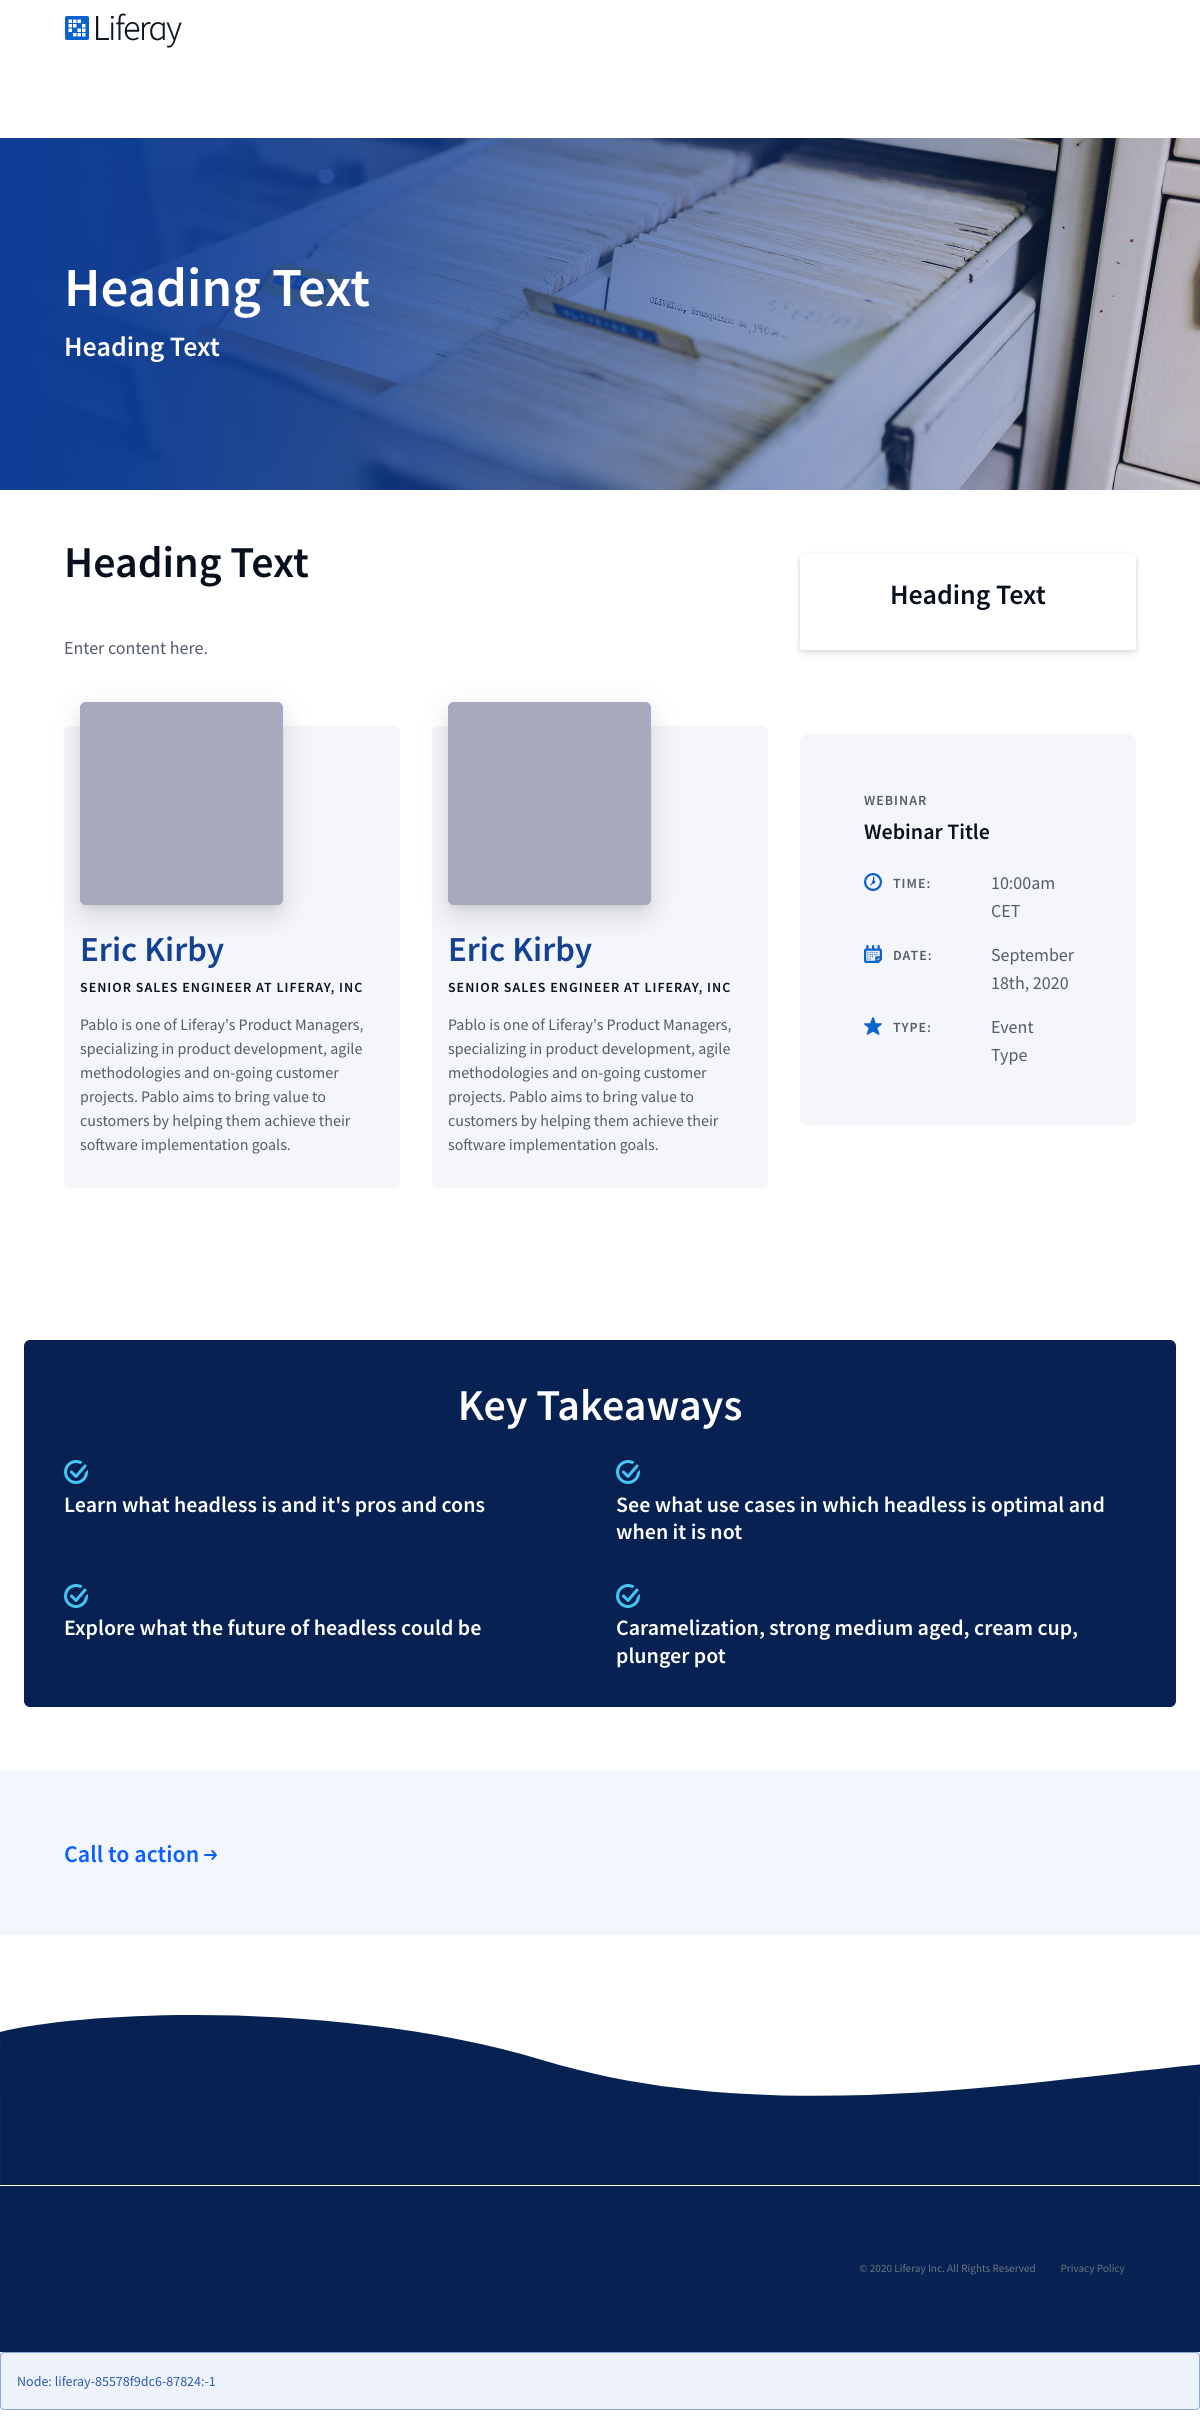 Liferay
OLIVEIRA, Branquinho de,
Heading Text
Heading Text
Heading Text
Enter content here.
Heading Text
Eric Kirby
SENIOR SALES ENGINEER AT LIFERAY, INC
Pablo is one of Liferay's Product Managers,
specializing in product development, agile
methodologies and on-going customer
projects. Pablo aims to bring value to
customers by helping them achieve their
software implementation goals.
Eric Kirby
SENIOR SALES ENGINEER AT LIFERAY, INC
Pablo is one of Liferay's Product Managers,
specializing in product development, agile
methodologies and on-going customer
projects. Pablo aims to bring value to
customers by helping them achieve their
software implementation goals.
WEBINAR
Webinar Title
TIME: 10:00am
CET
DATE: September
18th, 2020
TYPE: Event
Type
Key Takeaways
Learn what headless is and it's pros and cons
See what use cases in which headless is optimal and
when it is not
Explore what the future of headless could be
Caramelization, strong medium aged, cream cup,
plunger pot
Call to action →
© 2020 Liferay Inc. All Rights Reserved Privacy Policy
Node: liferay-85578f9dc6-87824:-1